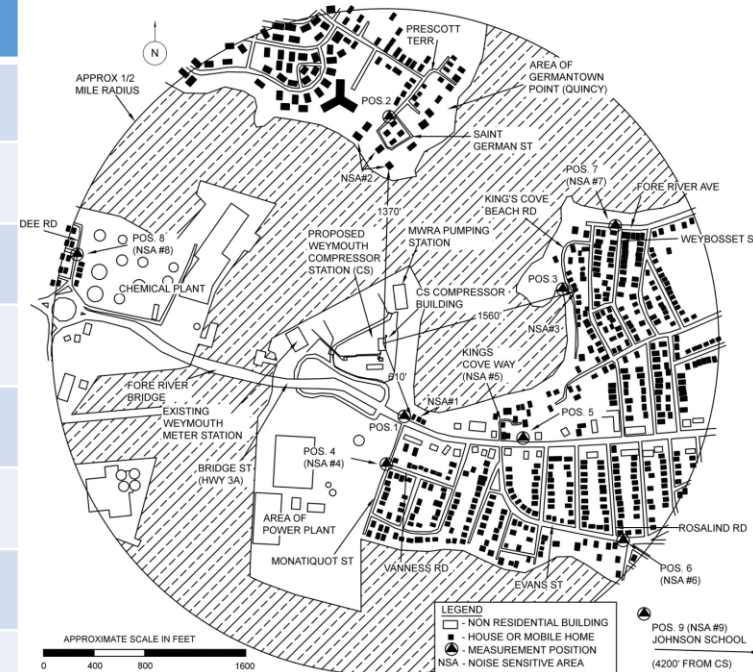 N
APPROX 1/2
MILE RADIUS
PRESCOTT
TERR
AREA OF
GERMANTOWN
POINT (QUINCY)
POS.2
SAINT
GERMAN ST
NSA#2
POS. 7
(NSA #7)
FORE RIVER AVE
KING'S COVE
BEACH RD
1370'
WEYBOSSET S
DEE RD
POS. 8
(NSA #8)
PROPOSED
WEYMOUTH
COMPRESSOR
STATION (CS)
MWRA PUMPING
STATION
CHEMICAL PLANT
POS.3
CS COMPRESSOR
BUILDING
1560'
NSA#3
KINGS
COVE WAY
(NSA #5)
610'
FORE RIVER
BRIDGE
NSA#1
EXISTING
WEYMOUTH
METER STATION
POS.1
POS. 5
POS. 4
(NSA #4)
BRIDGE ST
(HWY 3A)
AREA OF
POWER PLANT
ROSALIND RD
MONATIQUOT ST
VANNESS RD
EVANS ST
POS. 6
(NSA #6)
LEGEND
- NON RESIDENTIAL BUILDING
- HOUSE OR MOBILE HOME
- MEASUREMENT POSITION
NSA - NOISE SENSITIVE AREA
POS. 9 (NSA #9)
JOHNSON SCHOOL
(4200' FROM CS)
APPROXIMATE SCALE IN FEET
0 400 800 1600